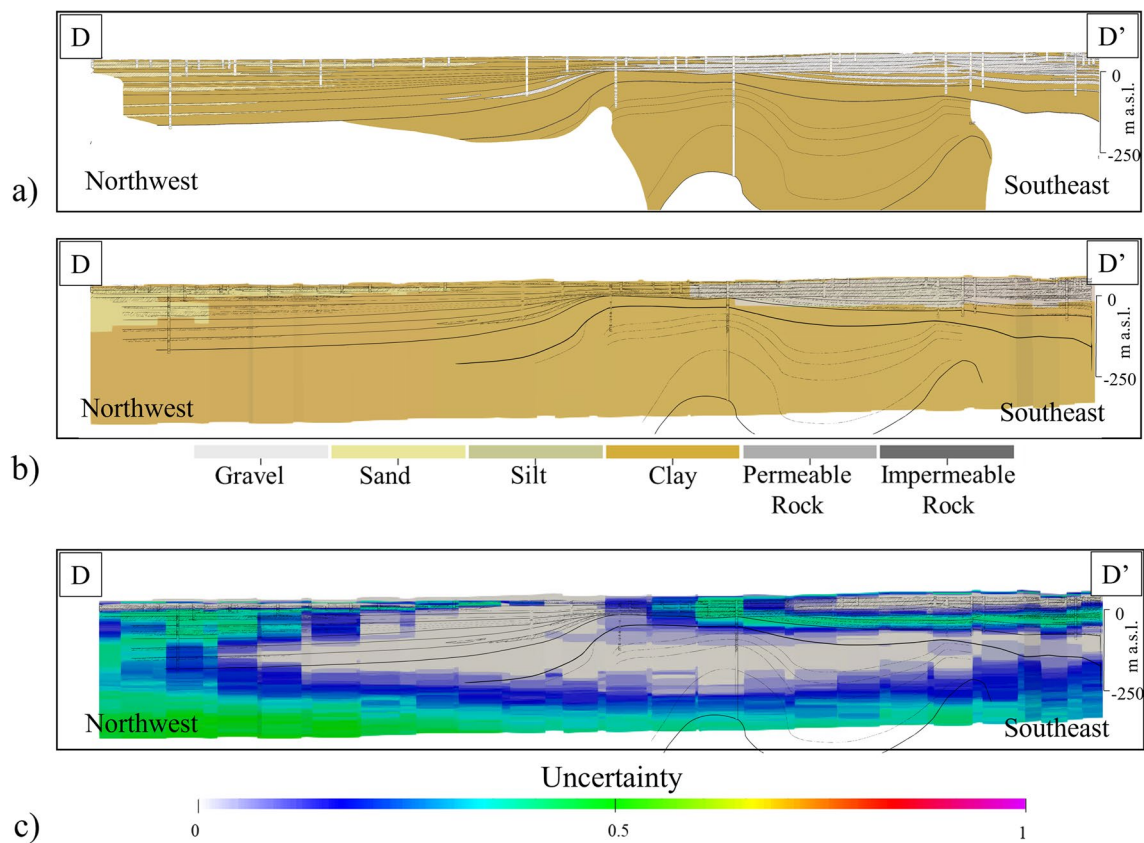 D
D’
0
m a.s.l.
-250
Northwest
Southeast
a)
D
D’
0
m a.s.l.
-250
Northwest
Southeast
b)
Gravel
Sand
Silt
Clay
Permeable
Rock
Impermeable
Rock
D
D’
0
m a.s.l.
-250
Northwest
Southeast
Uncertainty
c)
0
0.5
1